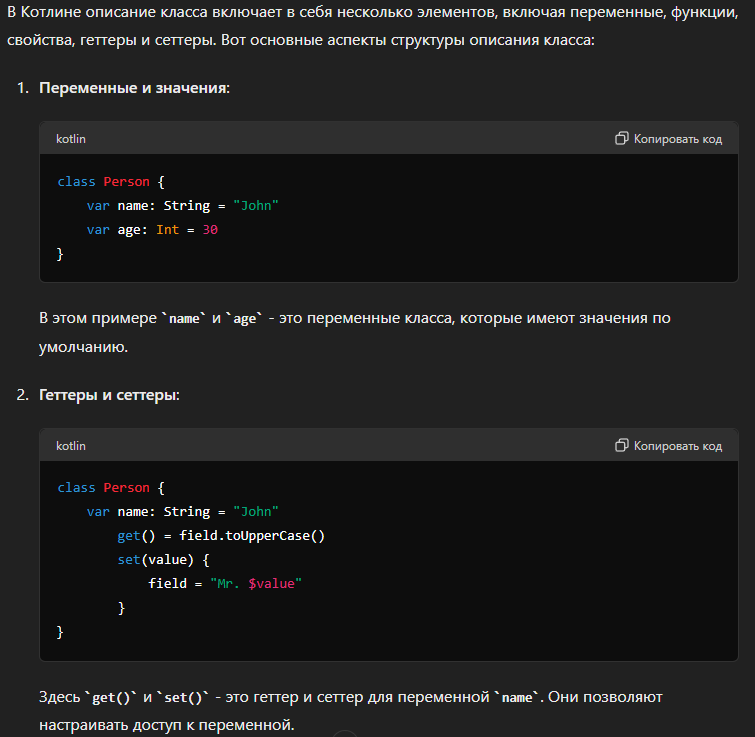 В Котлине описание класса включает в себя несколько элементов, включая переменные, функции,
свойства, геттеры и сеттеры. Вот основные аспекты структуры описания класса:
1. Переменные и значения:
kotlin
Копировать код
class Person {
    var name: String = "John"
    var age: Int = 30
}
В этом примере `name` и `age` - это переменные класса, которые имеют значения по
умолчанию.
2. Геттеры и сеттеры:
kotlin
Копировать код
class Person {
    var name: String = "John"
        get() = field.toUpperCase()
        set(value) {
            field = "Mr. $value"
        }
}
Здесь `get()` и `set()` - это геттер и сеттер для переменной `name`. Они позволяют
настраивать доступ к переменной.